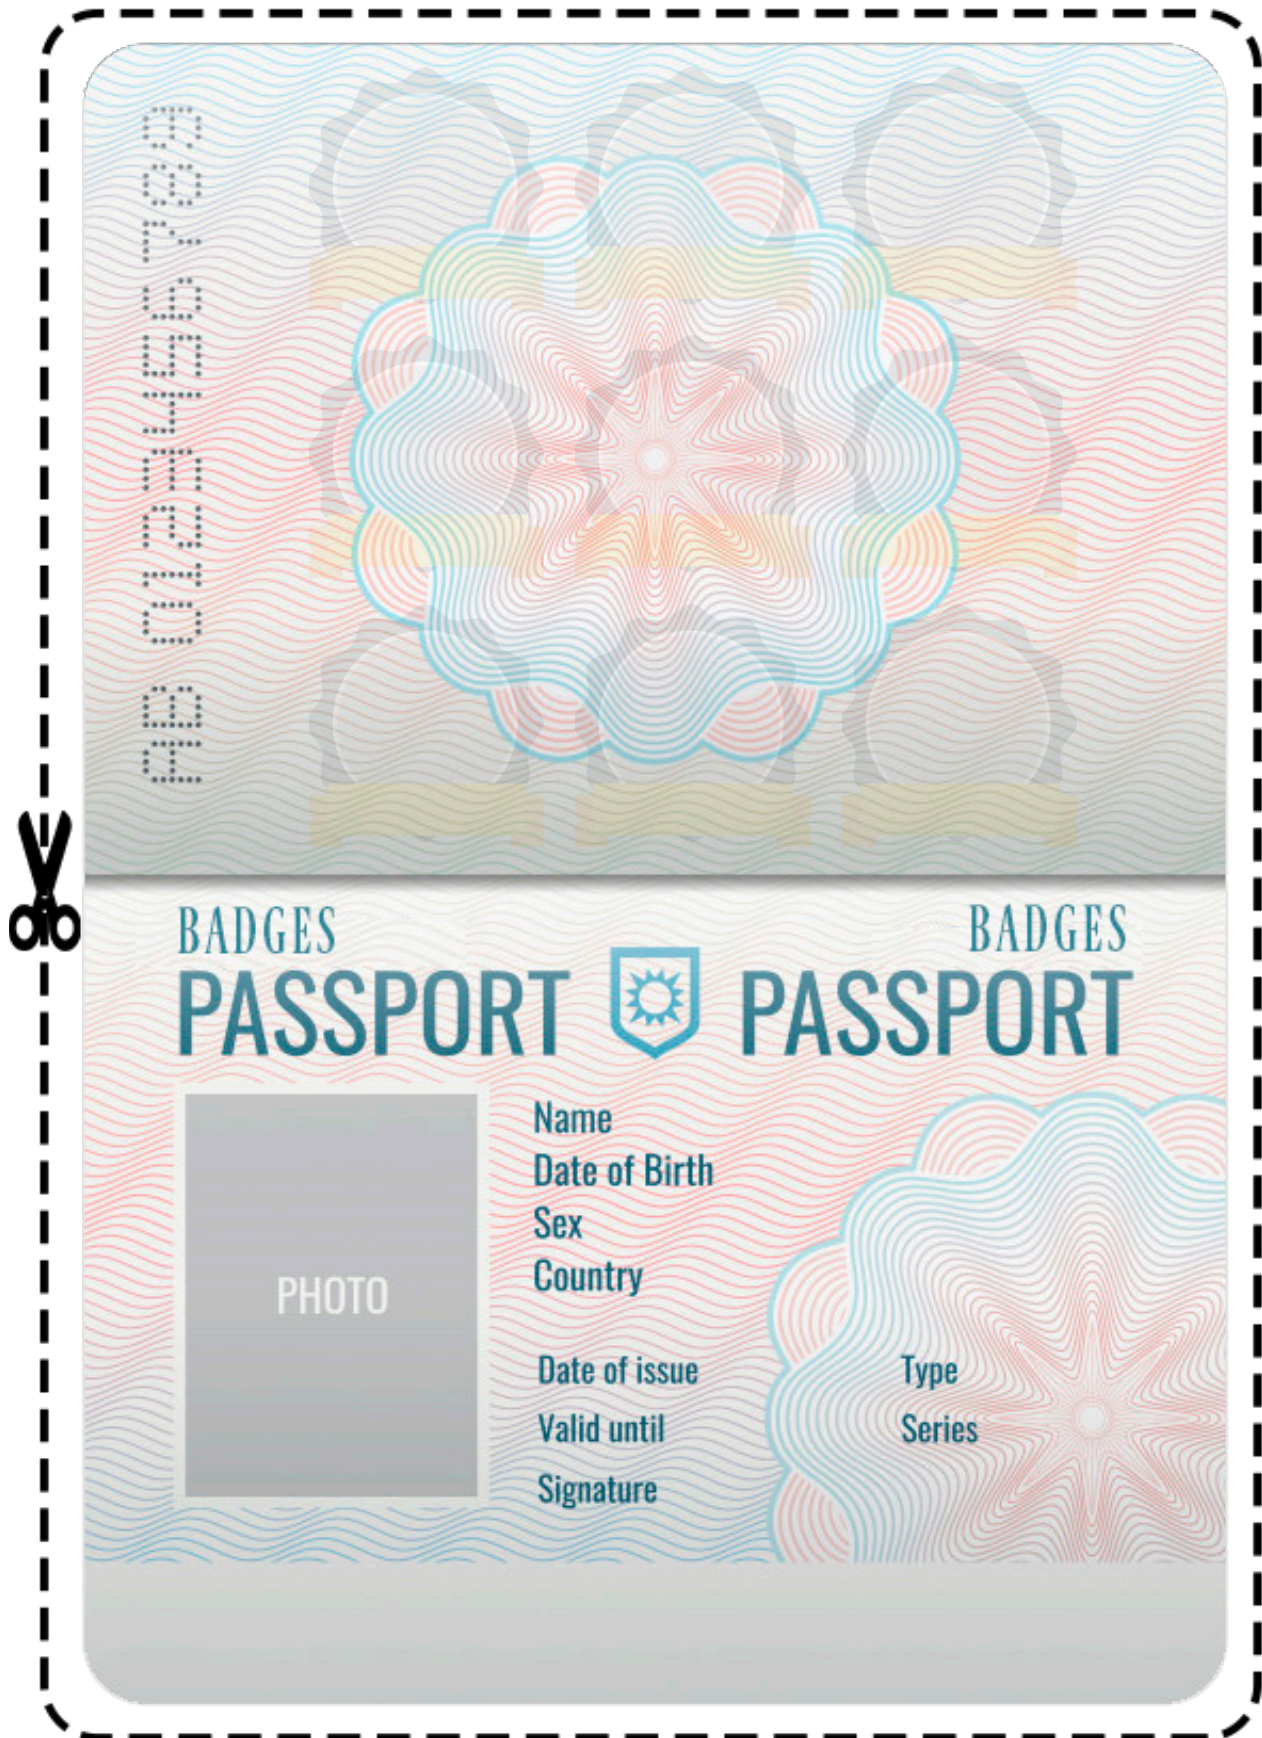 AB 0123456789
BADGES BADGES
PASSPORT PASSPORT
PHOTO
Name
Date of Birth
Sex
Country
Date of issue Type
Valid until Series
Signature